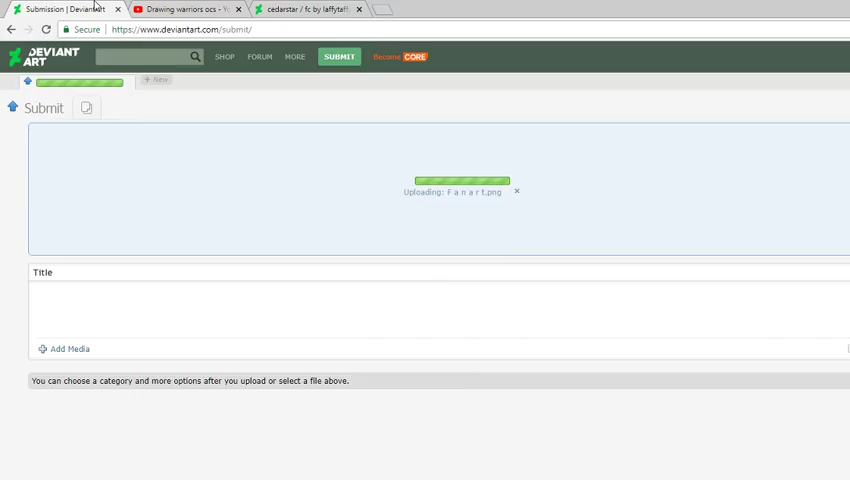 Submission | DeviantArt
Drawing warriors ocs - Yo
cedarstar / fc by laffytaff
Secure https://www.deviantart.com/submit/
DEVIANT ART SHOP FORUM MORE SUBMIT Become CORE
+ New
Submit
Uploading: F a n a r t.png
Title
Add Media
You can choose a category and more options after you upload or select a file above.